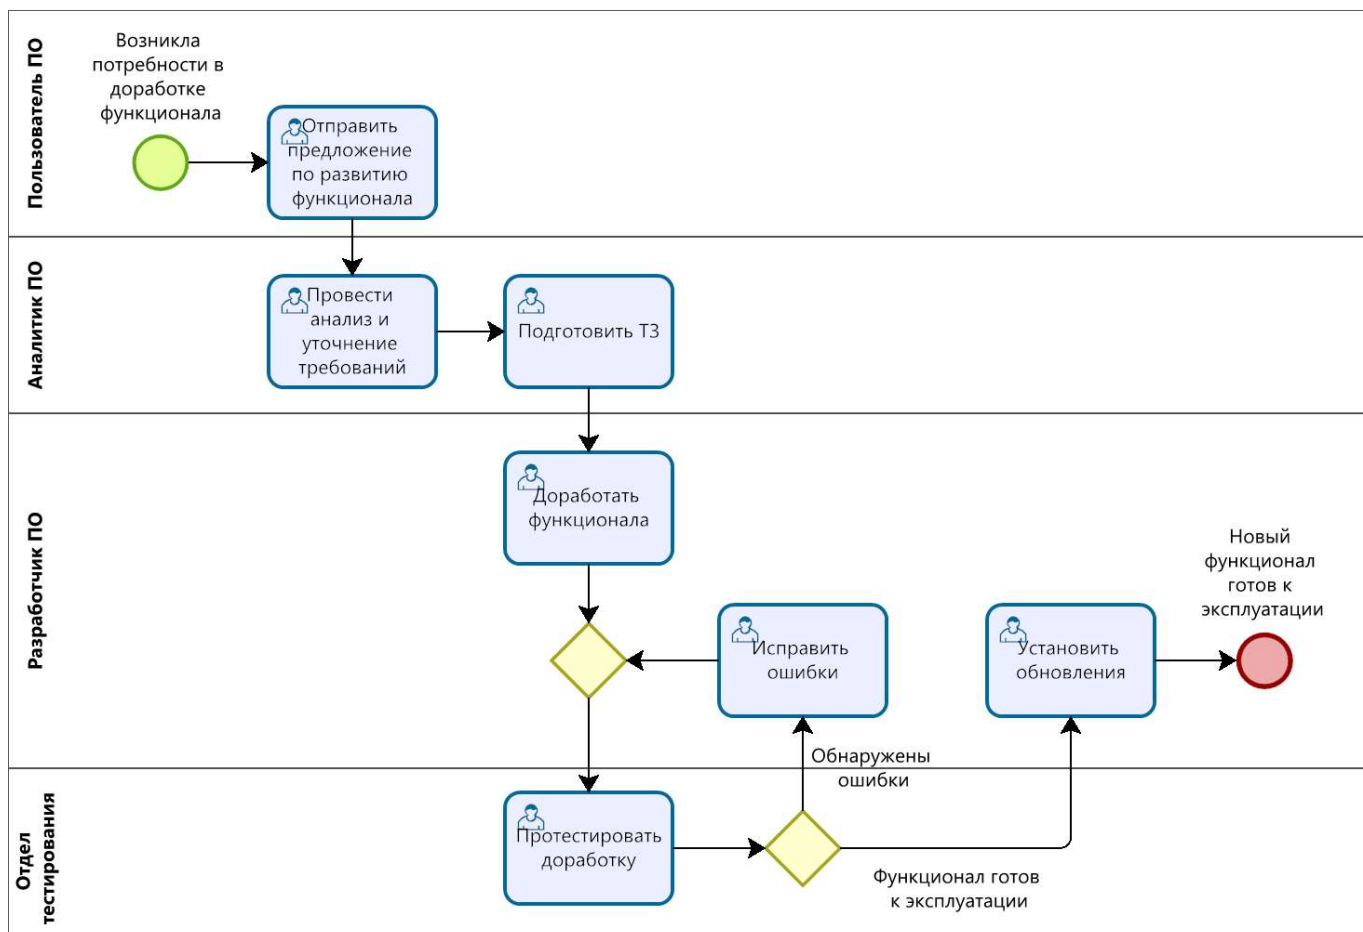 Пользователь ПО
Возникла
потребности в
доработке
функционала
Отправить
предложение
по развитию
функционала
Аналитик ПО
Провести
анализ и
уточнение
требований
Подготовить ТЗ
Разработчик ПО
Доработать
функционала
Исправить
ошибки
Установить
обновления
Новый
функционал
готов к
эксплуатации
Обнаружены
ошибки
Отдел
тестирования
Протестировать
доработку
Функционал готов
к эксплуатации